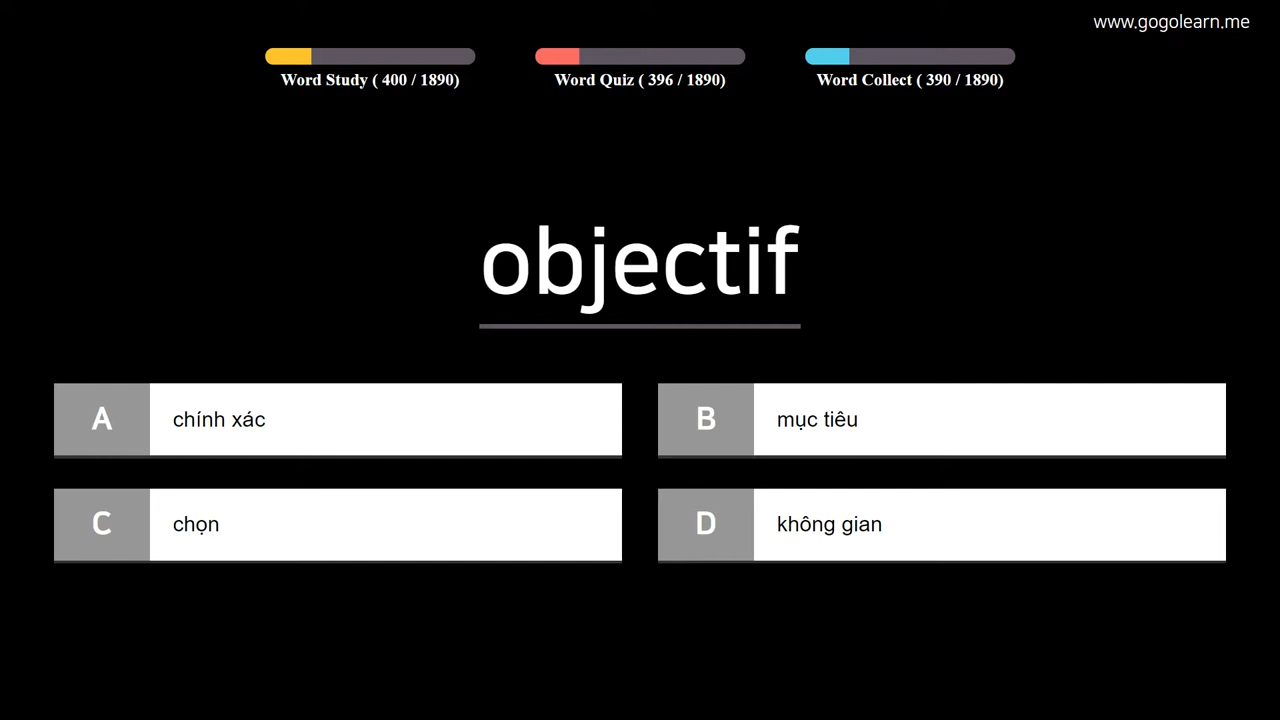 www.gogolearn.me
Word Study ( 400 / 1890)
Word Quiz ( 396 / 1890)
Word Collect ( 390 / 1890)
objectif
A chính xác
B mục tiêu
C chọn
D không gian